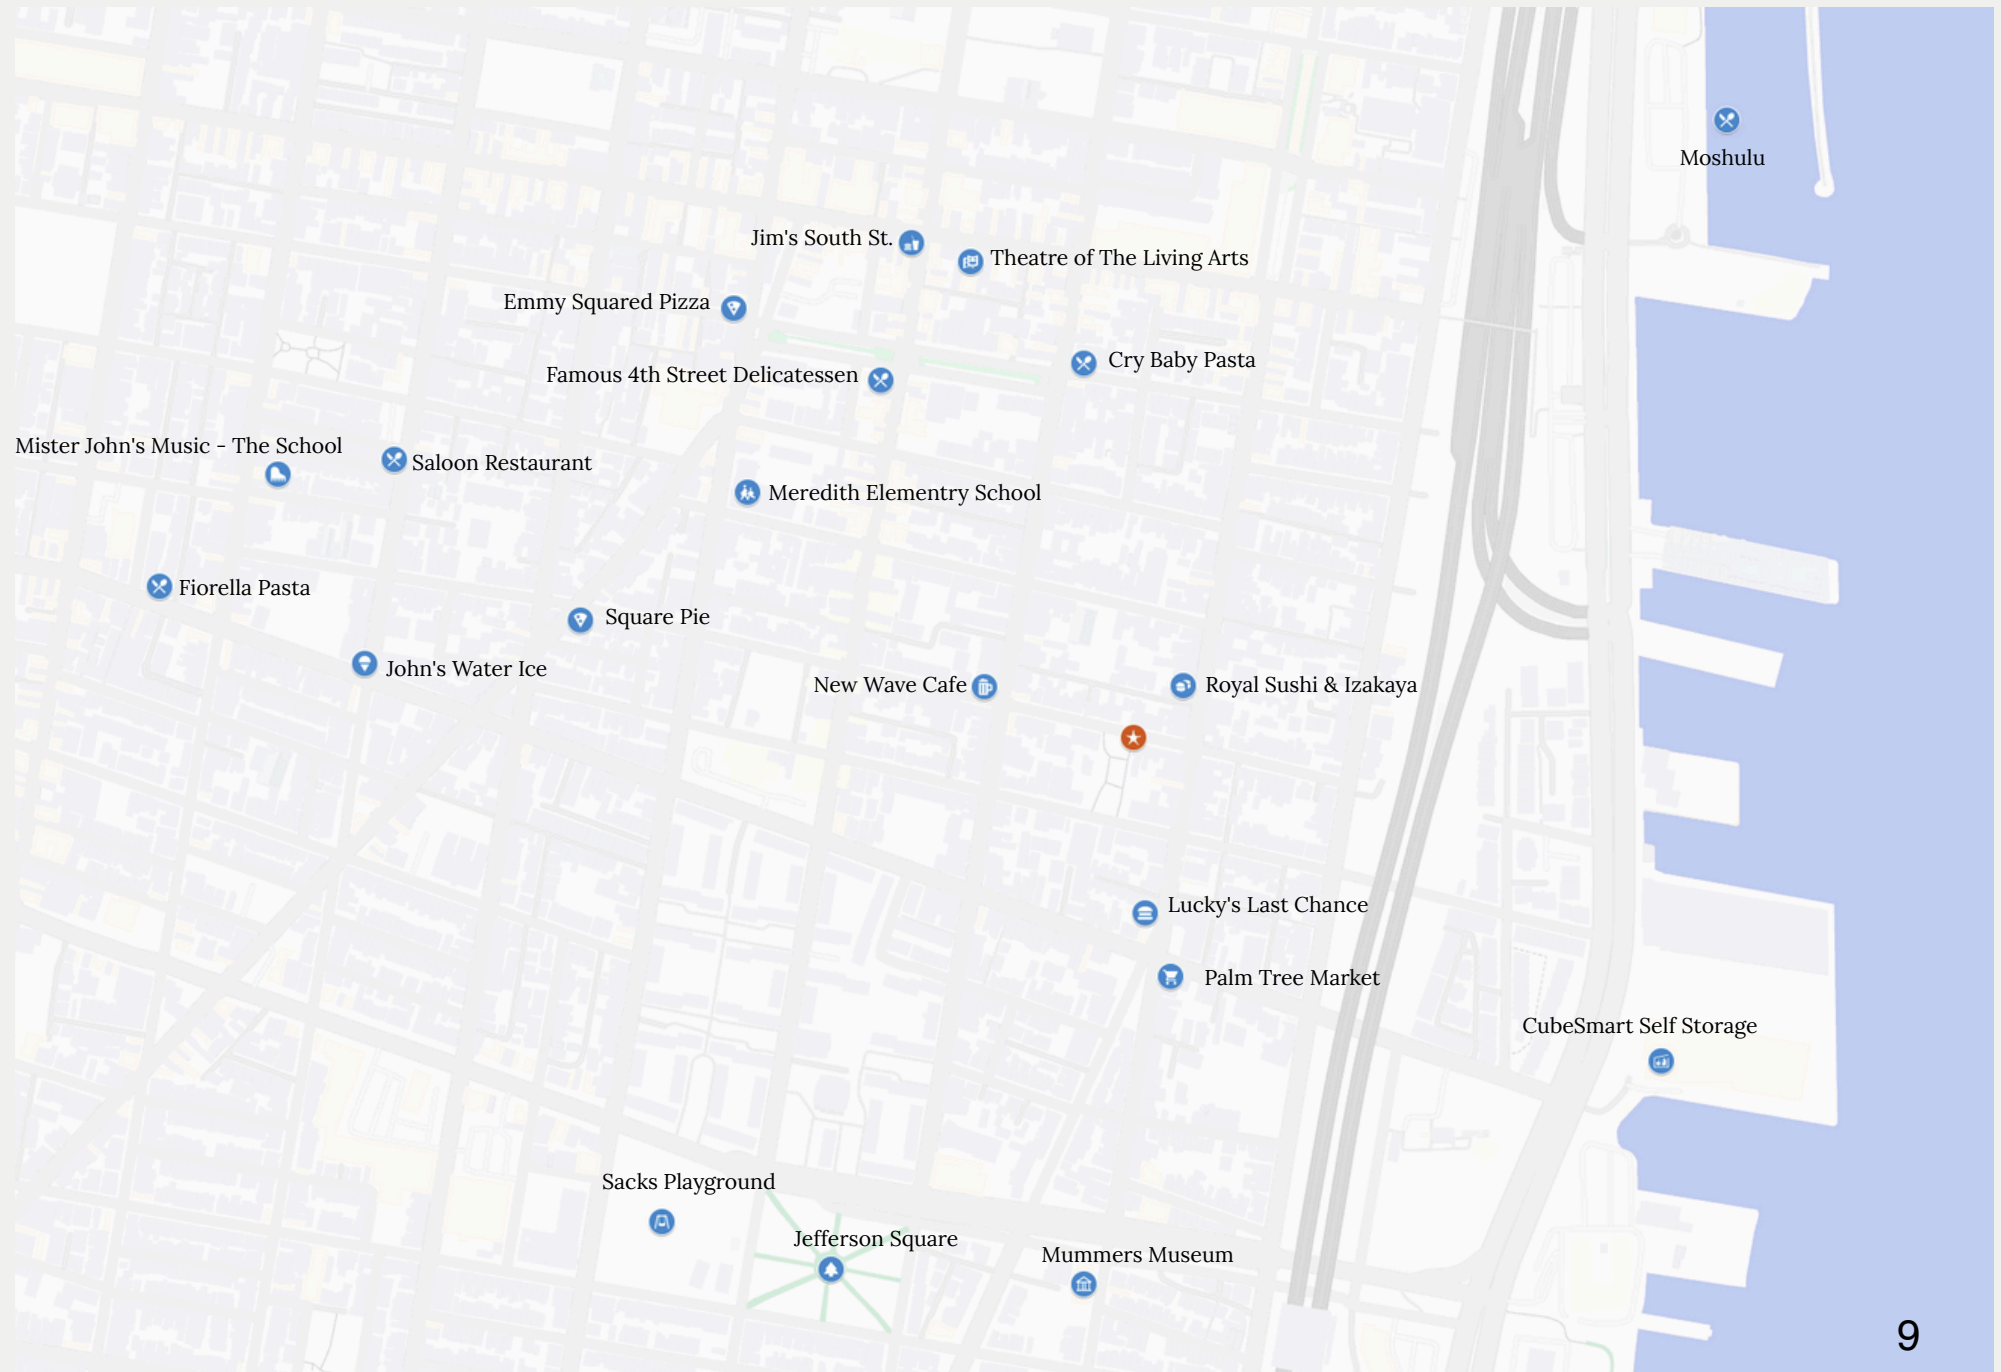 Moshulu
Jim's South St.
Theatre of The Living Arts
Emmy Squared Pizza
Cry Baby Pasta
Famous 4th Street Delicatessen
Mister John's Music - The School
Saloon Restaurant
Meredith Elementry School
Fiorella Pasta
Square Pie
John's Water Ice
New Wave Cafe
Royal Sushi & Izakaya
Lucky's Last Chance
Palm Tree Market
CubeSmart Self Storage
Sacks Playground
Jefferson Square
Mummers Museum
9